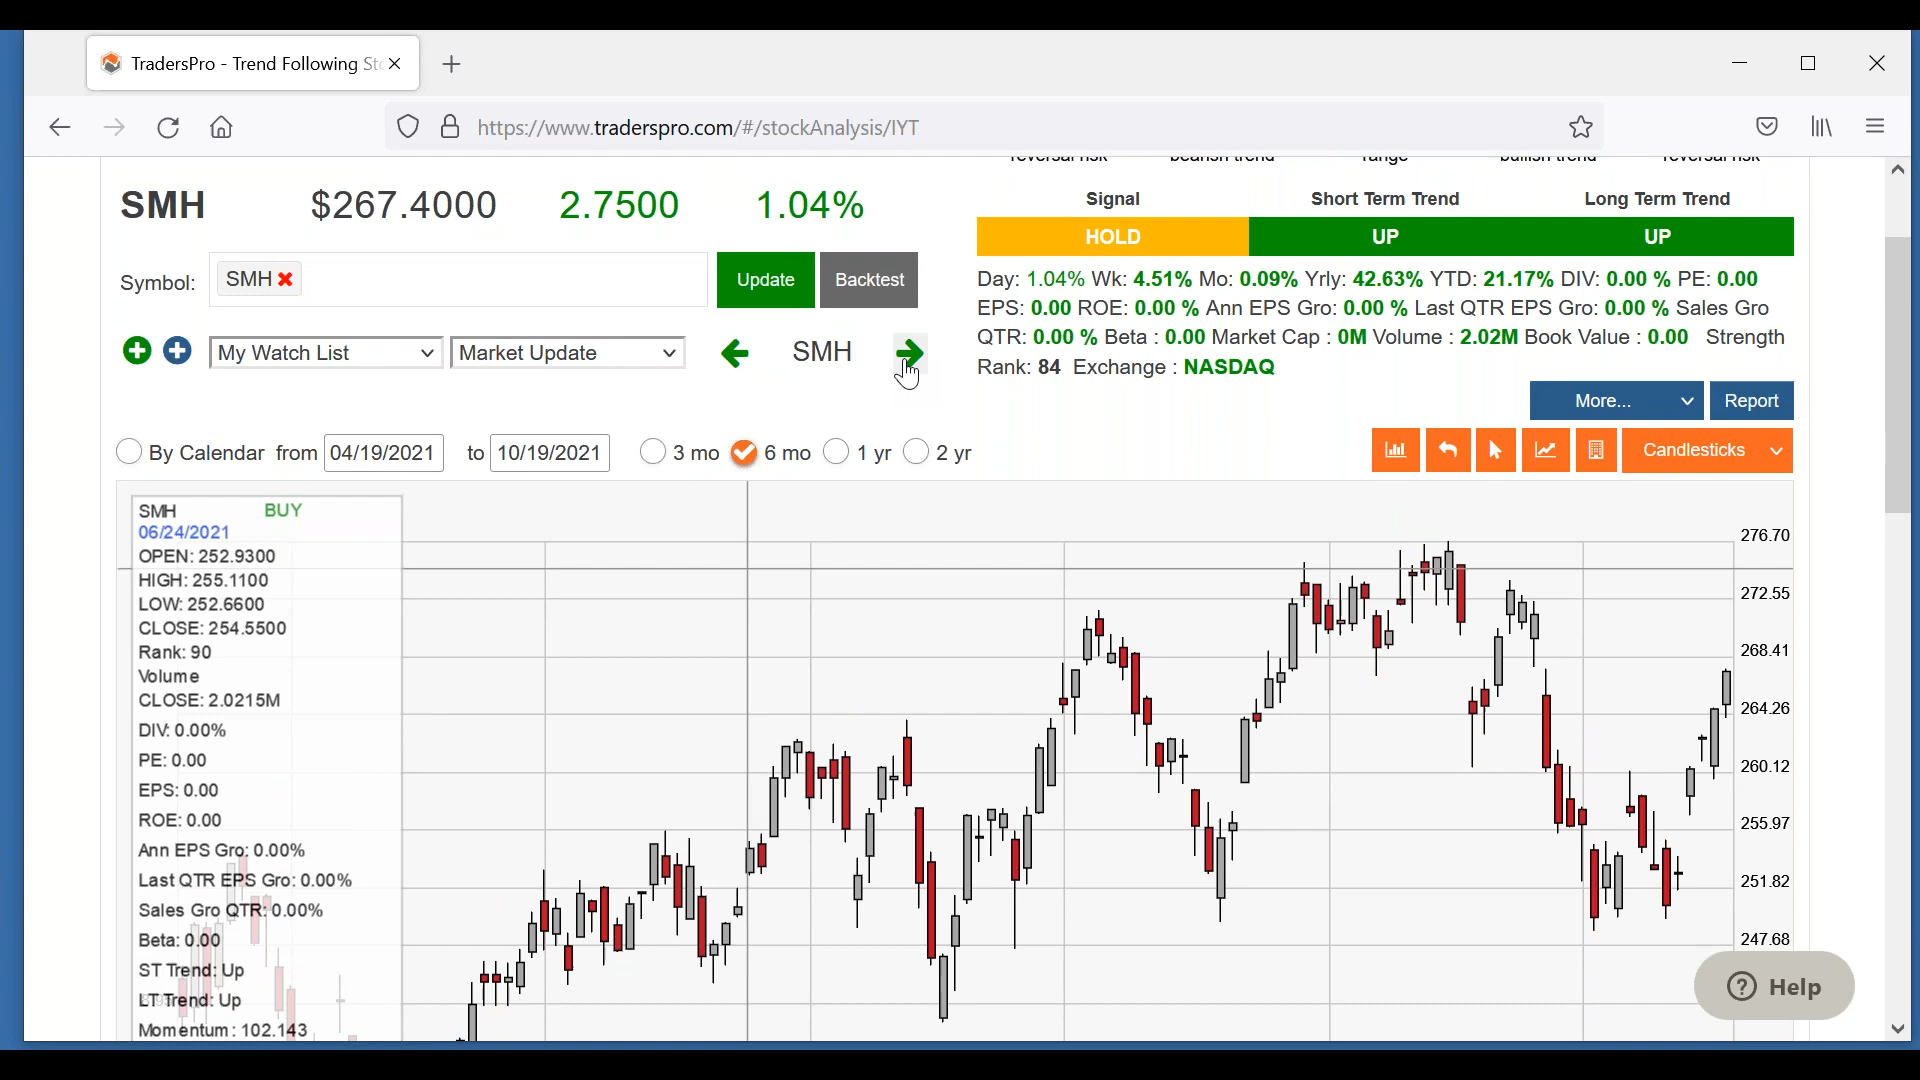 TradersPro - Trend Following Sto
https://www.traderspro.com/#/stockAnalysis/IYT
reversal risk bearish trend range bullish trend reversal risk
SMH $267.4000 2.7500 1.04%
Signal Short Term Trend Long Term Trend
HOLD UP UP
Symbol: SMH Update Backtest
Day: 1.04% Wk: 4.51% Mo: 0.09% Yrly: 42.63% YTD: 21.17% DIV: 0.00 % PE: 0.00
EPS: 0.00 ROE: 0.00 % Ann EPS Gro: 0.00 % Last QTR EPS Gro: 0.00 % Sales Gro
QTR: 0.00 % Beta : 0.00 Market Cap : 0M Volume : 2.02M Book Value : 0.00 Strength
Rank: 84 Exchange : NASDAQ
My Watch List Market Update SMH
More... Report
By Calendar from 04/19/2021 to 10/19/2021 3 mo 6 mo 1 yr 2 yr
Candlesticks
SMH BUY
06/24/2021
OPEN: 252.9300
HIGH: 255.1100
LOW: 252.6600
CLOSE: 254.5500
Rank: 90
Volume
CLOSE: 2.0215M
DIV: 0.00%
PE: 0.00
EPS: 0.00
ROE: 0.00
Ann EPS Gro: 0.00%
Last QTR EPS Gro: 0.00%
Sales Gro QTR: 0.00%
Beta: 0.00
ST Trend: Up
LT Trend: Up
Momentum: 102.143
276.70
272.55
268.41
264.26
260.12
255.97
251.82
247.68
Help